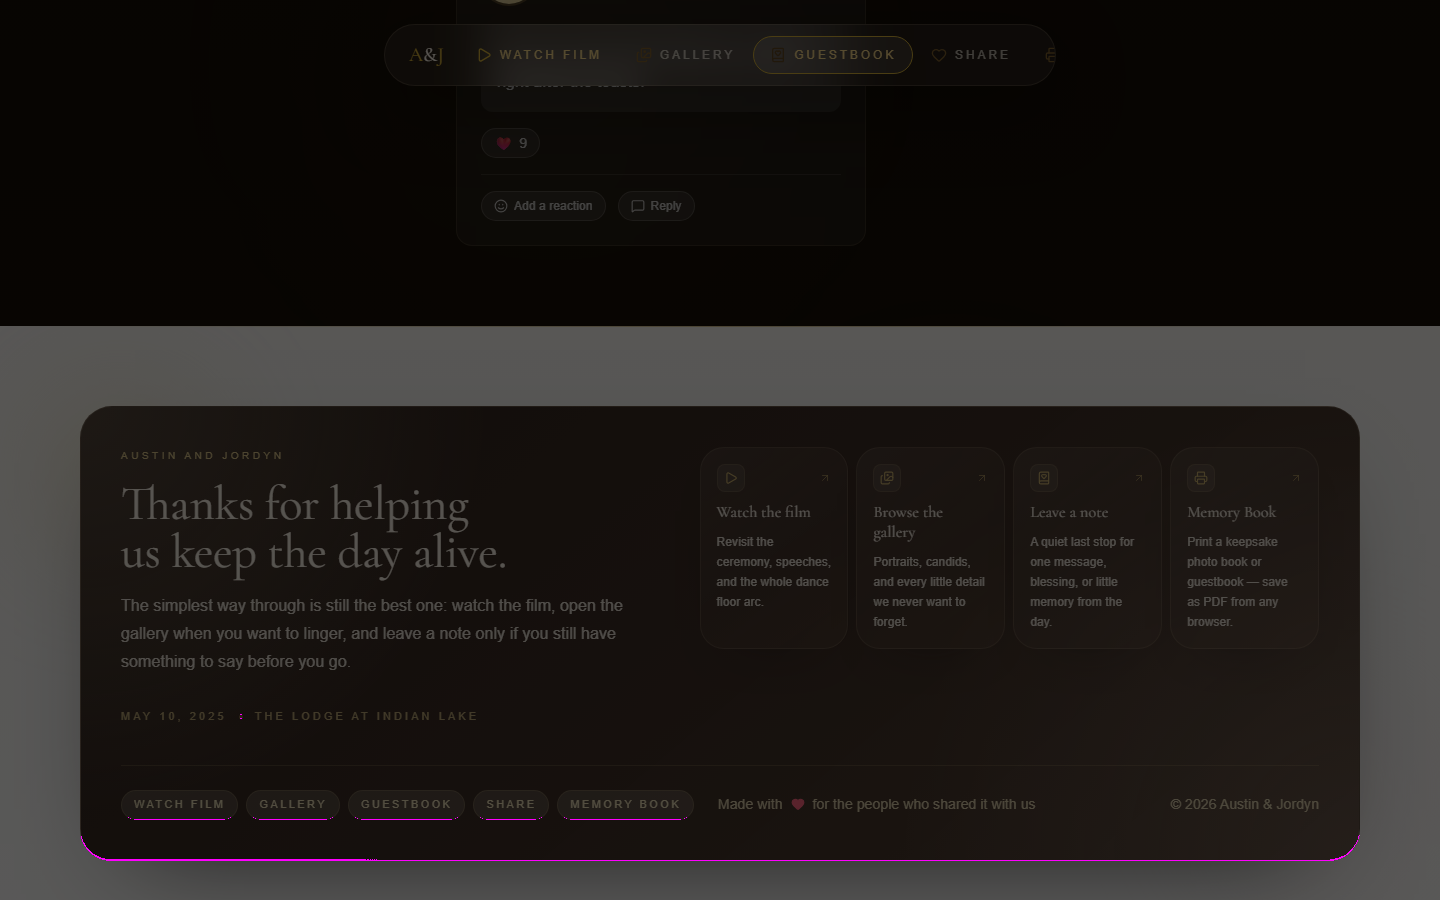 A&J
WATCH FILM
GALLERY
GUESTBOOK
SHARE
9
Add a reaction
Reply
AUSTIN AND JORDYN
Thanks for helping
us keep the day alive.
The simplest way through is still the best one: watch the film, open the
gallery when you want to linger, and leave a note only if you still have
something to say before you go.
MAY 10, 2025 : THE LODGE AT INDIAN LAKE
Watch the film
Revisit the
ceremony, speeches,
and the whole dance
floor arc.
Browse the
gallery
Portraits, candids,
and every little detail
we never want to
forget.
Leave a note
A quiet last stop for
one message,
blessing, or little
memory from the
day.
Memory Book
Print a keepsake
photo book or
guestbook — save
as PDF from any
browser.
WATCH FILM
GALLERY
GUESTBOOK
SHARE
MEMORY BOOK
Made with ❤ for the people who shared it with us
© 2026 Austin & Jordyn